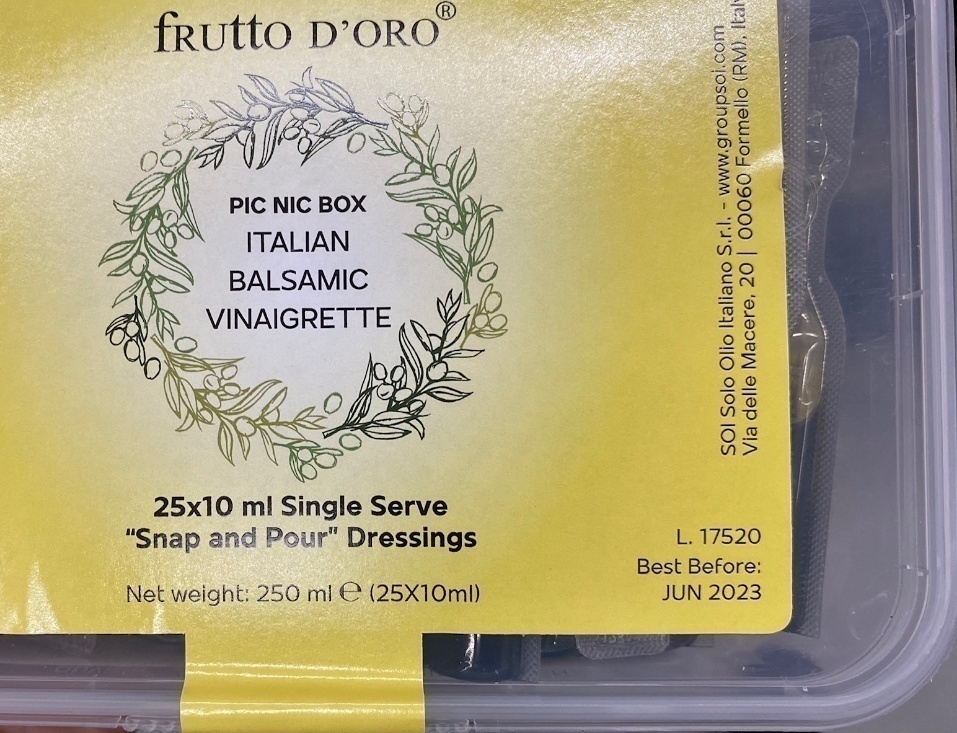 fRUtto D'ORO®
PIC NIC BOX
ITALIAN
BALSAMIC
VINAIGRETTE
25x10 ml Single Serve
“Snap and Pour” Dressings
Net weight: 250 ml ℮ (25X10ml)
SOI Solo Olio Italiano S.r.l. - www.groupsoi.com
Via delle Macere, 20 | 00060 Formello (RM),
L. 17520
Best Before:
JUN 2023